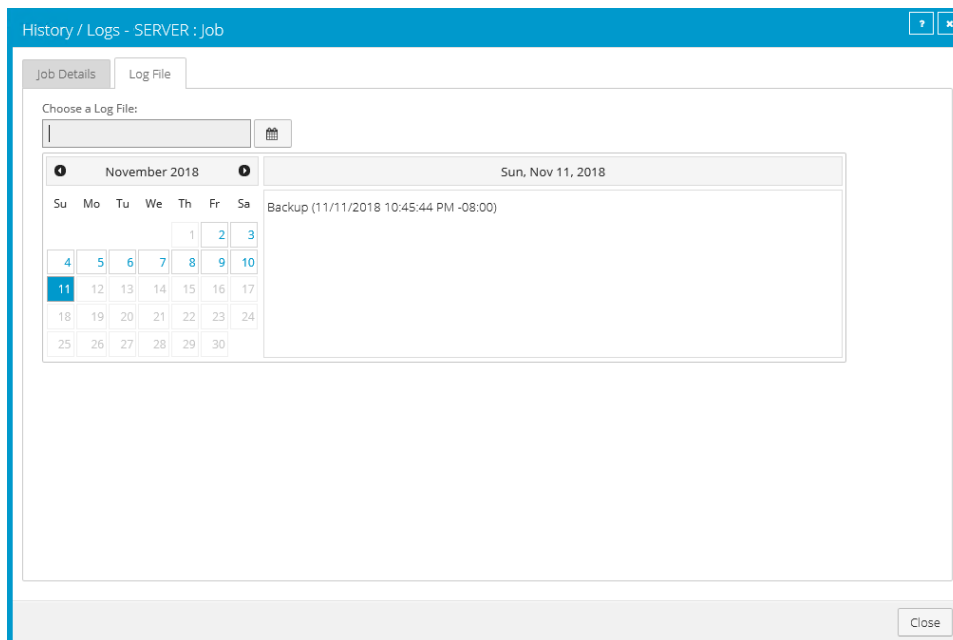 History / Logs - SERVER : Job
?
Job Details Log File
Choose a Log File:
November 2018 Sun, Nov 11, 2018
Su Mo Tu We Th Fr Sa
Backup (11/11/2018 10:45:44 PM -08:00)
1 2 3
4 5 6 7 8 9 10
11 12 13 14 15 16 17
18 19 20 21 22 23 24
25 26 27 28 29 30
Close